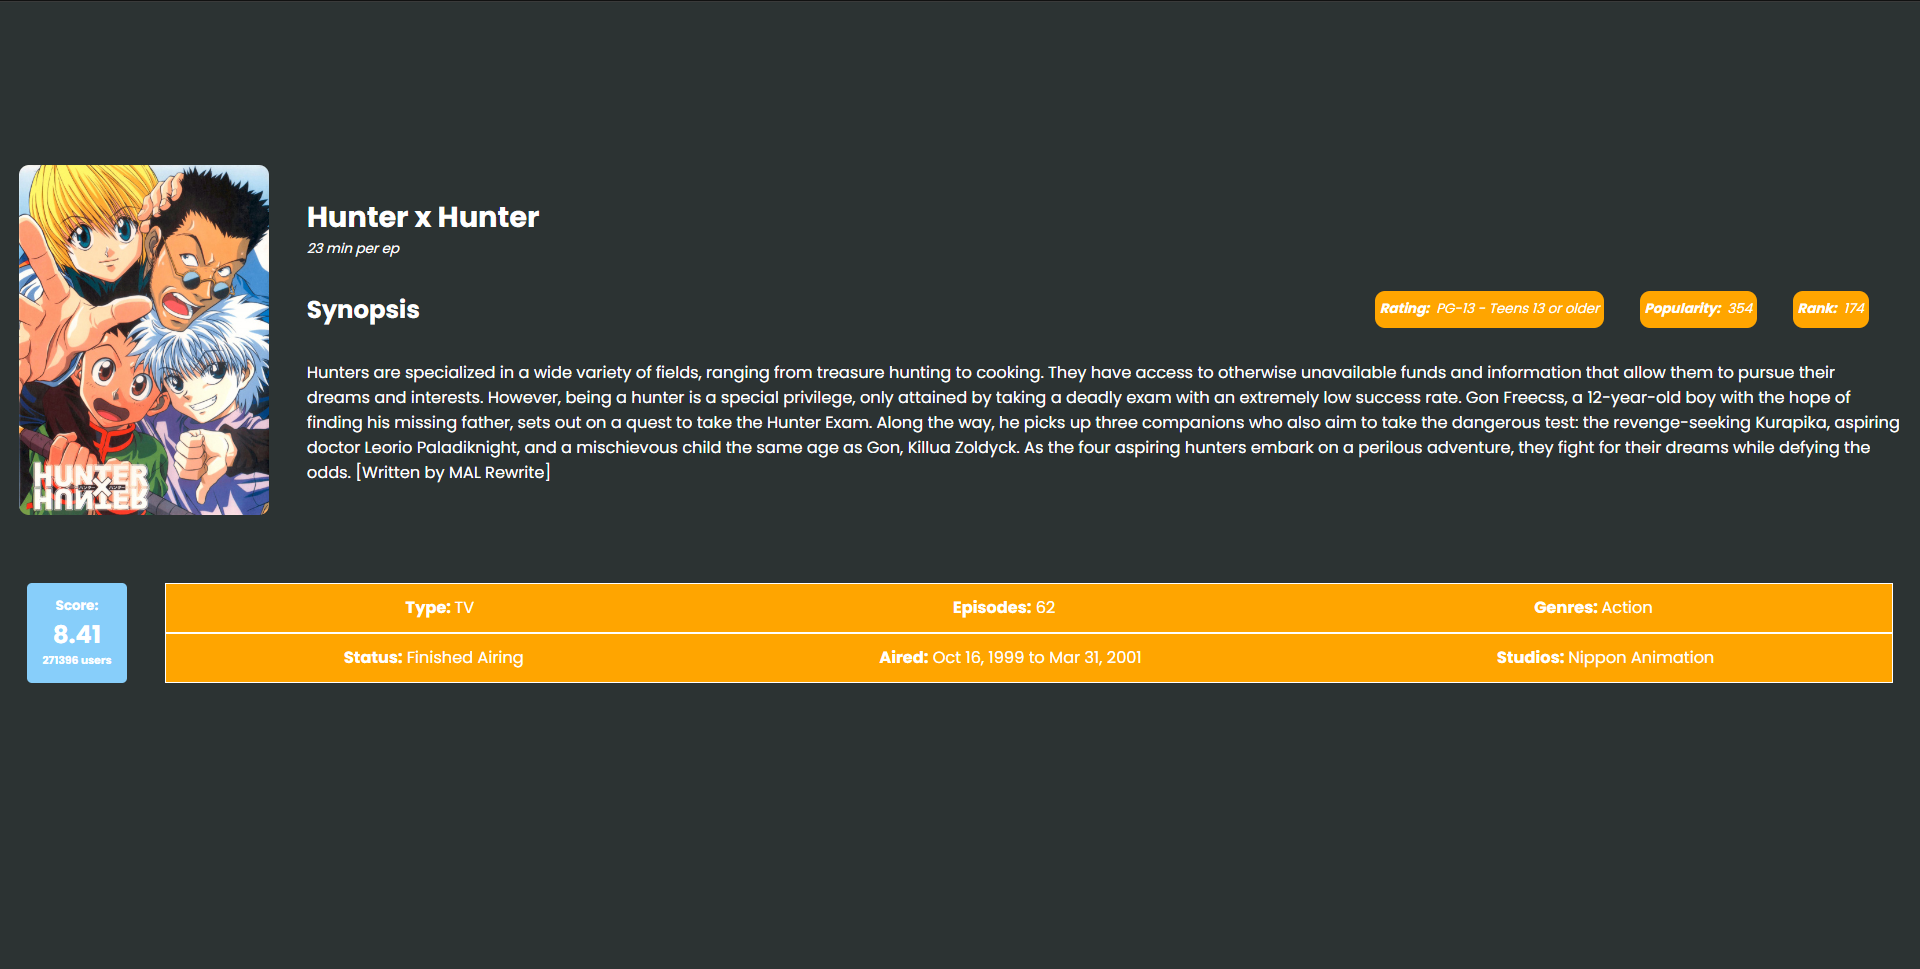 Hunter x Hunter
23 min per ep
Synopsis
Rating: PG-13 - Teens 13 or older
Popularity: 354
Rank: 174
Hunters are specialized in a wide variety of fields, ranging from treasure hunting to cooking. They have access to otherwise unavailable funds and information that allow them to pursue their
dreams and interests. However, being a hunter is a special privilege, only attained by taking a deadly exam with an extremely low success rate. Gon Freecss, a 12-year-old boy with the hope of
finding his missing father, sets out on a quest to take the Hunter Exam. Along the way, he picks up three companions who also aim to take the dangerous test: the revenge-seeking Kurapika, aspiring
doctor Leorio Paladiknight, and a mischievous child the same age as Gon, Killua Zoldyck. As the four aspiring hunters embark on a perilous adventure, they fight for their dreams while defying the
odds. [Written by MAL Rewrite]
HUNTER
X
HUNTER
Score:
8.41
271396 users
Type: TV
Episodes: 62
Genres: Action
Status: Finished Airing
Aired: Oct 16, 1999 to Mar 31, 2001
Studios: Nippon Animation